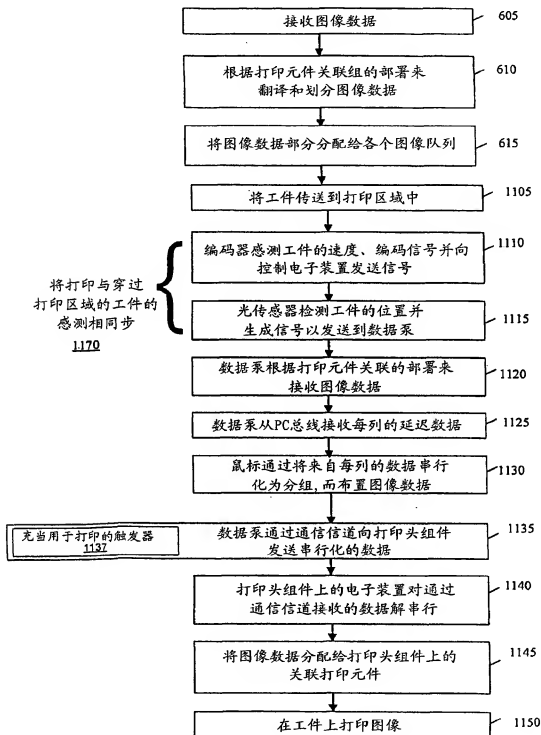 接收图像数据
605
根据打印元件关联组的部署来
翻译和划分图像数据
610
将图像数据部分分配给各个图像队列
615
将工件传送到打印区域中
1105
编码器感测工件的速度、编码信号并向
控制电子装置发送信号
1110
将打印与穿过
打印区域的工件的
感测相同步
1170
光传感器检测工件的位置并
生成信号以发送到数据泵
1115
数据泵根据打印元件关联的部署来
接收图像数据
1120
数据泵从PC总线接收每列的延迟数据
1125
鼠标通过将来自每列的数据串行
化为分组,而布置图像数据
1130
充当用于打印的触发器
1137
数据泵通过通信信道向打印头组件
发送串行化的数据
1135
打印头组件上的电子装置对通过
通信信道接收的数据解串行
1140
将图像数据分配给打印头组件上的
关联打印元件
1145
在工件上打印图像
1150